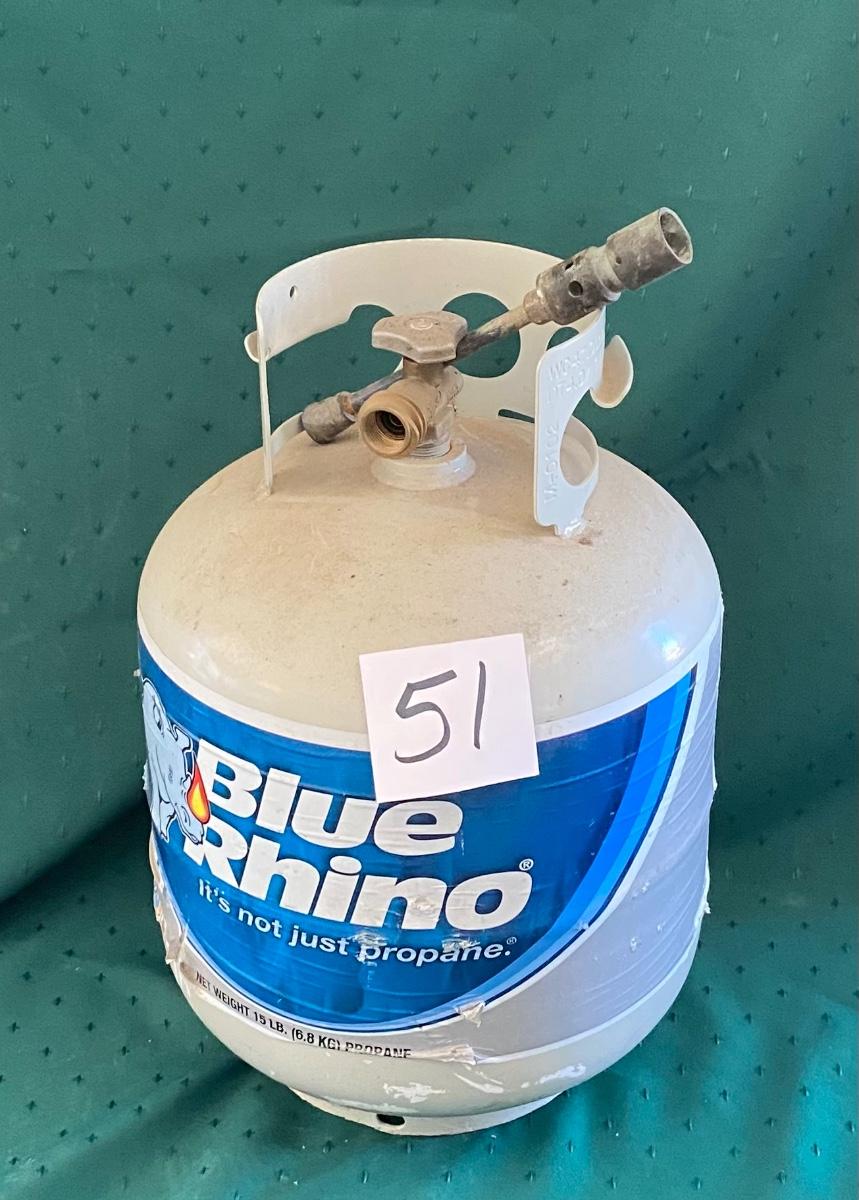 51
Blue
Rhino®
It's not just propane.®
NET WEIGHT 15 LB. (6.8 KG) PROPANE